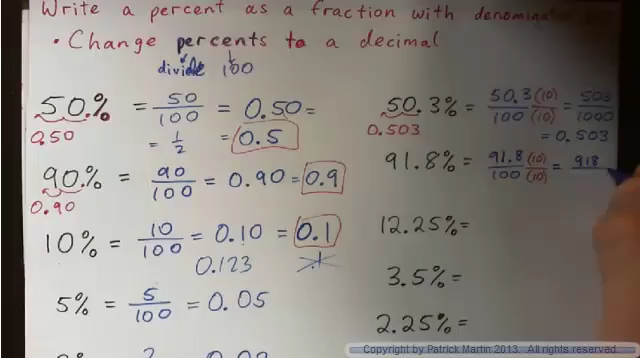 Write a percent as a fraction with denominator
• Change percents to a decimal
divide 100
50.% = 50/100 = 0.50 =
0.50
= 1/2 = 0.5
90.% = 90/100 = 0.90 = 0.9
0.90
10% = 10/100 = 0.10 = 0.1
0.123 .1
5% = 5/100 = 0.05
50.3% = 50.3(10)/100(10) = 503/1000
0.503 = 0.503
91.8% = 91.8(10)/100(10) = 918
12.25% =
3.5% =
2.25% =
Copyright by Patrick Martin 2013. All rights reserved.